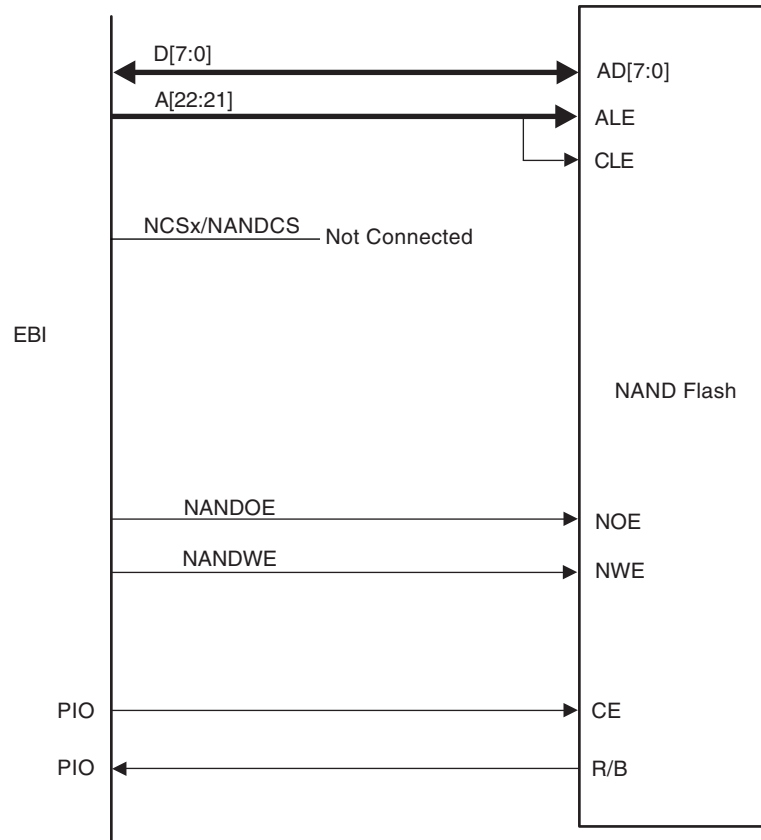 D[7:0]
AD[7:0]
A[22:21]
ALE
CLE
NCSx/NANDCS
Not Connected
EBI
NAND Flash
NANDOE
NOE
NANDWE
NWE
PIO
CE
PIO
R/B